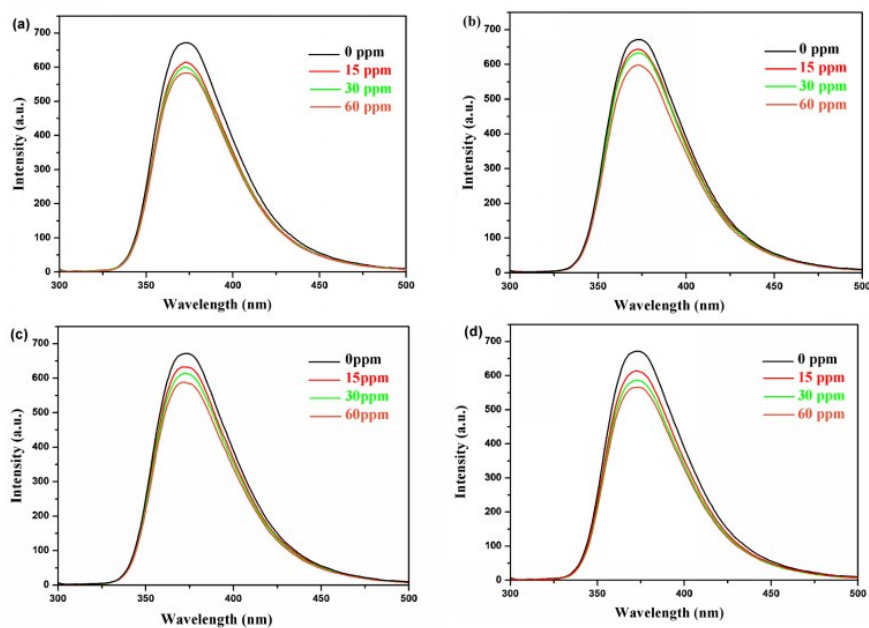 (a)
700
600
500
400
300
200
100
0
Intensity (a.u.)
0 ppm
15 ppm
30 ppm
60 ppm
300 350 400 450 500
Wavelength (nm)
(b)
700
600
500
400
300
200
100
0
Intensity (a.u.)
0 ppm
15 ppm
30 ppm
60 ppm
300 350 400 450 500
Wavelength (nm)
(c)
700
600
500
400
300
200
100
0
Intensity (a.u.)
0ppm
15ppm
30ppm
60ppm
300 350 400 450 500
Wavelength (nm)
(d)
700
600
500
400
300
200
100
0
Intensity (a.u.)
0 ppm
15 ppm
30 ppm
60 ppm
300 350 400 450 500
Wavelength (nm)